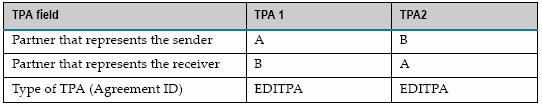 TPA field TPA 1 TPA2
Partner that represents the sender A B
Partner that represents the receiver B A
Type of TPA (Agreement ID) EDITPA EDITPA